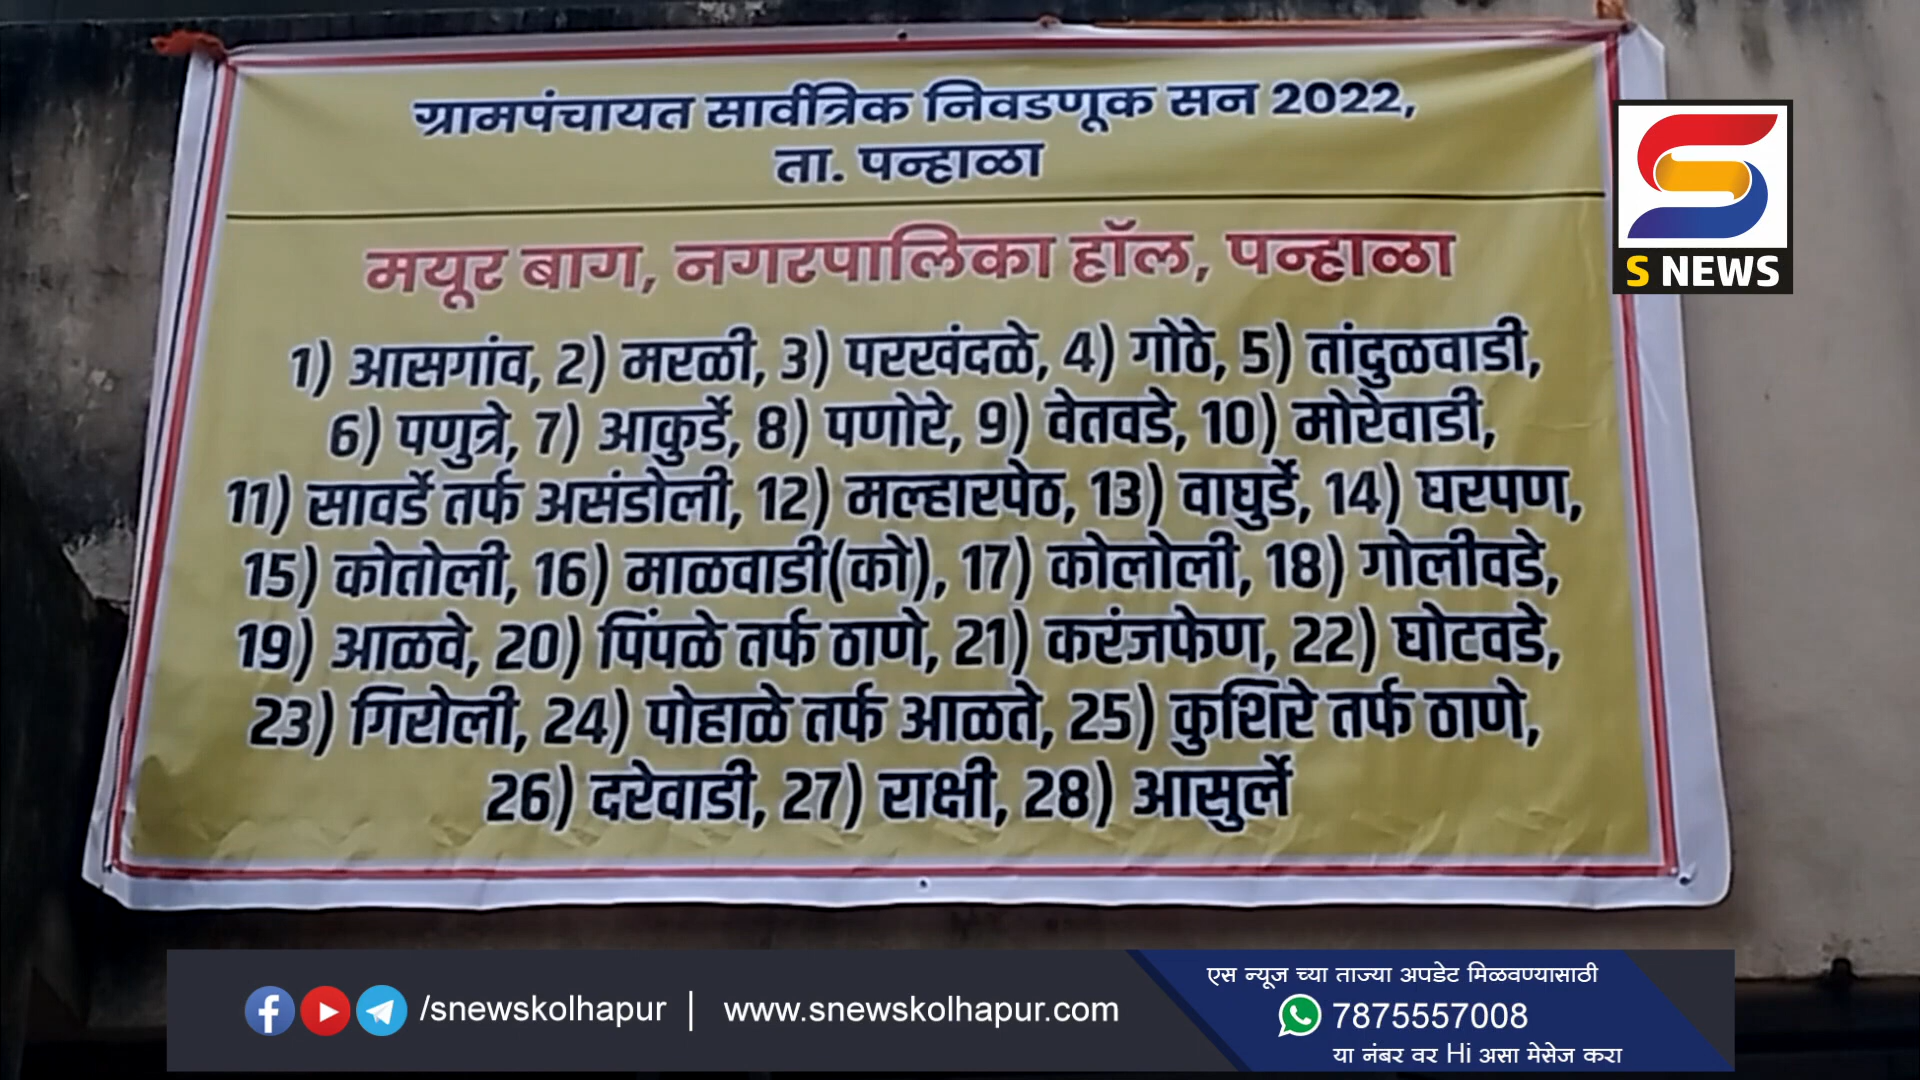 ग्रामपंचायत सार्वत्रिक निवडणूक सन 2022,
ता. पन्हाळा
मयूर बाग, नगरपालिका हॉल, पन्हाळा
1) आसगांव, 2) मरळी, 3) परखंदळे, 4) गोठे, 5) तांदुळवाडी,
6) पणुत्रे, 7) आकुर्डे, 8) पणोरे, 9) वेतवडे, 10) मोरेवाडी,
11) सावर्डे तर्फ असंडोली, 12) मल्हारपेठ, 13) वाघुर्डे, 14) घरपण,
15) कोतोली, 16) माळवाडी(को), 17) कोलोली, 18) गोलीवडे,
19) आळवे, 20) पिंपळे तर्फ ठाणे, 21) करंजफेण, 22) घोटवडे,
23) गिरोली, 24) पोहाळे तर्फ आळते, 25) कुशिरे तर्फ ठाणे,
26) दरेवाडी, 27) राक्षी, 28) आसुर्ले
S NEWS
/snewskolhapur | www.snewskolhapur.com
एस न्यूज च्या ताज्या अपडेट मिळवण्यासाठी
7875557008
या नंबर वर Hi असा मेसेज करा